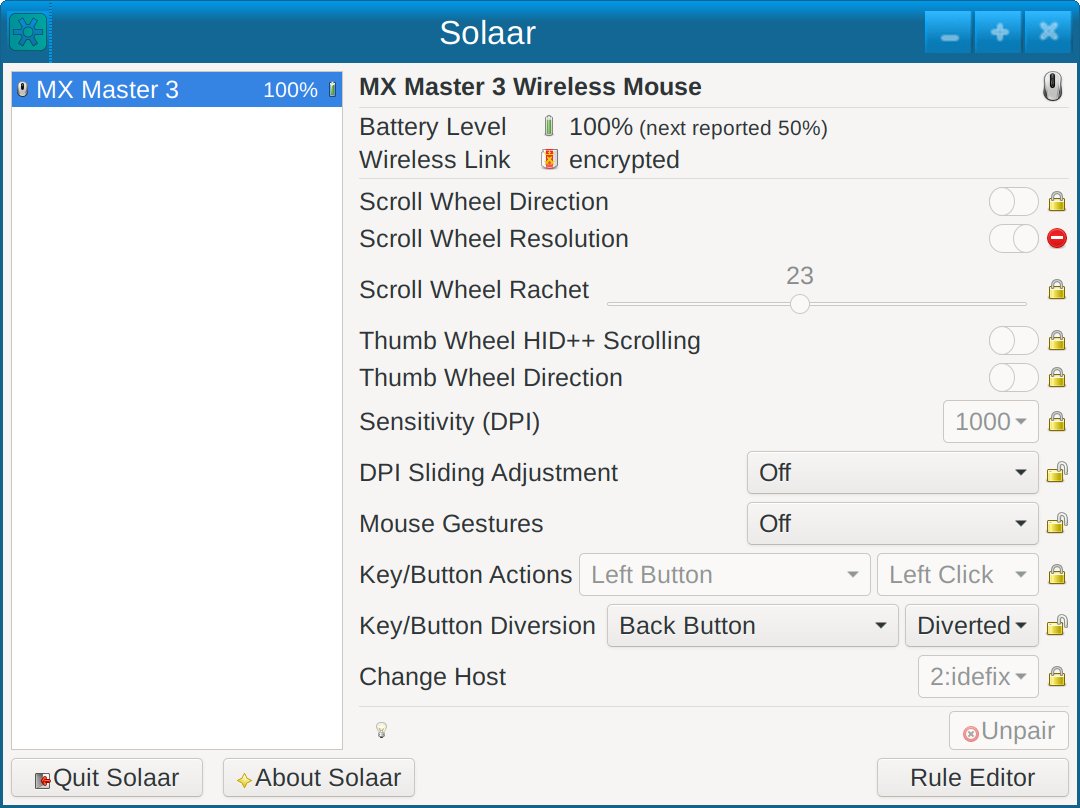 Solaar
MX Master 3 100%
MX Master 3 Wireless Mouse
Battery Level 100% (next reported 50%)
Wireless Link encrypted
Scroll Wheel Direction
Scroll Wheel Resolution
23
Scroll Wheel Rachet
Thumb Wheel HID++ Scrolling
Thumb Wheel Direction
Sensitivity (DPI) 1000
DPI Sliding Adjustment Off
Mouse Gestures Off
Key/Button Actions Left Button Left Click
Key/Button Diversion Back Button Diverted
Change Host 2:idefix
Unpair
Quit Solaar About Solaar Rule Editor